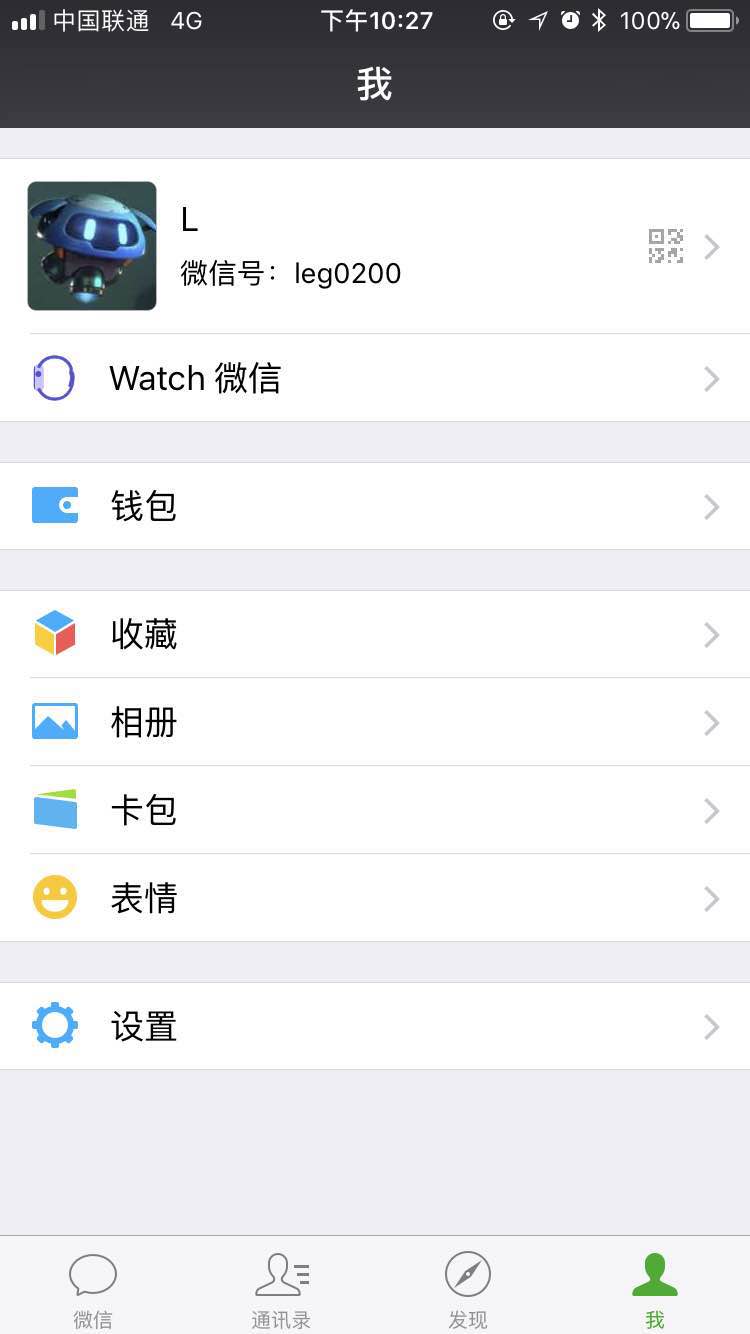 中国联通 4G 下午10:27 100%
我
L
微信号：leg0200
Watch 微信
钱包
收藏
相册
卡包
表情
设置
微信 通讯录 发现 我